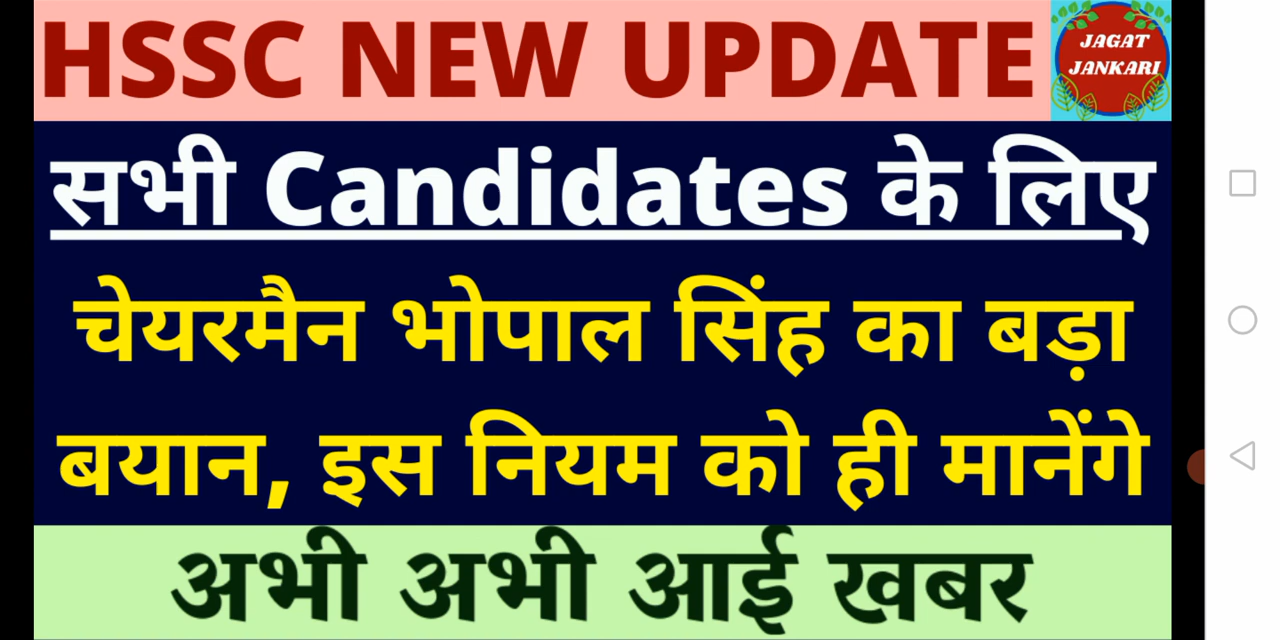 HSSC NEW UPDATE
JAGAT
JANKARI
सभी Candidates के लिए
चेयरमैन भोपाल सिंह का बड़ा
बयान, इस नियम को ही मानेंगे
अभी अभी आई खबर